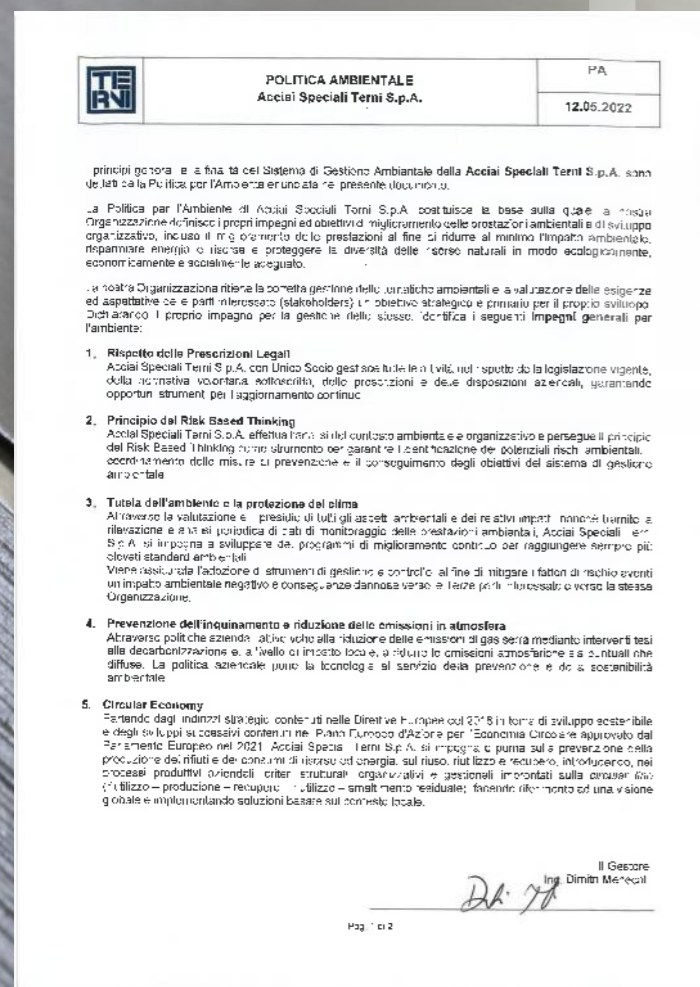 TE
RNI
POLITICA AMBIENTALE
Acciai Speciali Terni S.p.A.
PA
12.05.2022
principi generali e la finalità del Sistema di Gestione Ambientale della Acciai Speciali Terni S.p.A. sono
dettati dalla Politica per l'Ambiente enunciata nel presente documento.
La Politica per l'Ambiente di Acciai Speciali Terni S.p.A. costituisce la base sulla quale la nostra
Organizzazione definisce i propri impegni ed obiettivi di miglioramento delle prestazioni ambientali e di sviluppo
organizzativo, incluso il miglioramento delle prestazioni al fine di ridurre al minimo l'impatto ambientale,
risparmiare energia e risorse e proteggere la diversità delle risorse naturali in modo ecologicamente,
economicamente e socialmente adeguato.
La nostra Organizzazione ritiene la corretta gestione delle tematiche ambientali e la valutazione delle esigenze
ed aspettative delle parti interessate (stakeholders) un obiettivo strategico e primario per il proprio sviluppo.
Dichiarando il proprio impegno per la gestione delle stesse, identifica i seguenti impegni generali per
l'ambiente:
1. Rispetto delle Prescrizioni Legali
Acciai Speciali Terni S.p.A. con Unico Socio gestisce tutte le attività nel rispetto della legislazione vigente,
della normativa volontaria sottoscritta, delle prescrizioni e delle disposizioni aziendali, garantendo
opportuni strumenti per l'aggiornamento continuo
2. Principio del Risk Based Thinking
Acciai Speciali Terni S.p.A. effettua l'analisi del contesto ambientale e organizzativo e persegue il principio
del Risk Based Thinking come strumento per garantire l'identificazione dei potenziali rischi ambientali, il
coordinamento delle misure di prevenzione e il conseguimento degli obiettivi del sistema di gestione
ambientale
3. Tutela dell'ambiente e la protezione del clima
Attraverso la valutazione e il presidio di tutti gli aspetti ambientali e dei relativi impatti nonché tramite la
rilevazione e analisi periodica di dati di monitoraggio delle prestazioni ambientali, Acciai Speciali Terni
S.p.A. si impegna a sviluppare dei programmi di miglioramento continuo per raggiungere sempre più
elevati standard ambientali
Viene assicurata l'adozione di strumenti di gestione e controllo al fine di mitigare i fattori di rischio aventi
un impatto ambientale negativo e conseguenze dannose verso le Terze parti interessate o verso la stessa
Organizzazione.
4. Prevenzione dell'inquinamento e riduzione delle emissioni in atmosfera
Attraverso politiche aziendali attive volte alla riduzione delle emissioni di gas serra mediante interventi tesi
alla decarbonizzazione e, a livello di impatto locale, a ridurre le emissioni atmosferiche sia puntuali che
diffuse. La politica aziendale pone la tecnologia al servizio della prevenzione e della sostenibilità
ambientale
5. Circular Economy
Partendo dagli indirizzi strategici contenuti nelle Direttive Europee del 2018 in tema di sviluppo sostenibile
e degli sviluppi successivi contenuti nel Piano Europeo d'Azione per l'Economia Circolare approvato dal
Parlamento Europeo nel 2021, Acciai Speciali Terni S.p.A. si impegna e punta sulla prevenzione della
produzione dei rifiuti e dei consumi di risorse ed energia, sul riuso, riutilizzo e recupero, introducendo, nei
processi produttivi aziendali criteri strutturali organizzativi e gestionali improntati sulla circular
(riutilizzo – produzione – recupero – riutilizzo – smaltimento residuale) facendo riferimento ad una visione
globale e implementando soluzioni basate sul contesto locale.
Il Gestore
Ing. Dimitri Menecali
Pag. 1 di 2